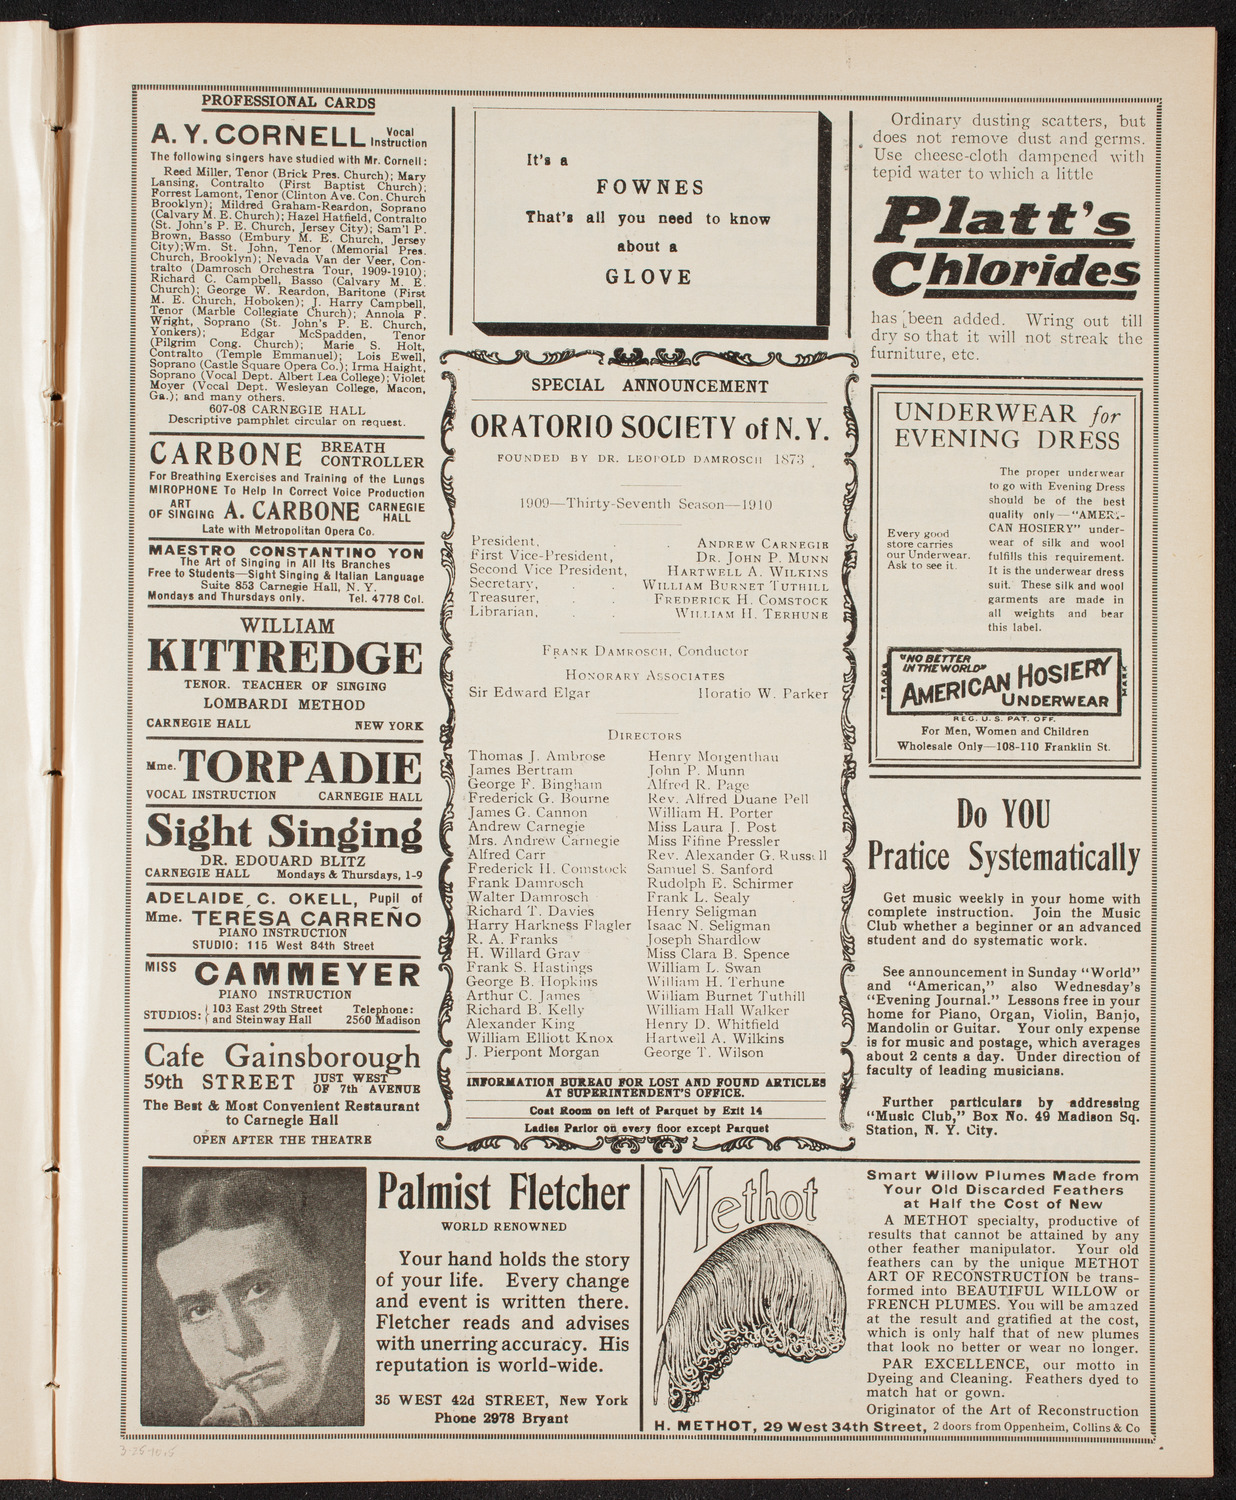 PROFESSIONAL CARDS
A. Y. CORNELL Vocal Instruction
The following singers have studied with Mr. Cornell:
Reed Miller, Tenor (Brick Pres. Church); Mary
Lansing, Contralto (First Baptist Church);
Forrest Lamont, Tenor (Clinton Ave. Con. Church
Brooklyn); Mildred Graham-Reardon, Soprano
(Calvary M. E. Church); Hazel Hatfield, Contralto
(St. John's P. E. Church, Jersey City); Sam'l P.
Brown, Basso (Embury M. E. Church, Jersey
City); Wm. St. John, Tenor (Memorial Pres.
Church, Brooklyn); Nevada Van der Veer, Con-
tralto (Damrosch Orchestra Tour, 1909-1910);
Richard C. Campbell, Basso (Calvary M. E.
Church); George W. Reardon, Baritone (First
M. E. Church, Hoboken); J. Harry Campbell,
Tenor (Marble Collegiate Church); Annola F.
Wright, Soprano (St. John's P. E. Church,
Yonkers); Edgar McSpadden, Tenor
(Pilgrim Cong. Church); Marie S. Holt,
Contralto (Temple Emmanuel); Lois Ewell,
Soprano (Castle Square Opera Co.); Irma Haight,
Soprano (Vocal Dept. Albert Lea College); Violet
Moyer (Vocal Dept. Wesleyan College, Macon,
Ga.); and many others.
607-08 CARNEGIE HALL
Descriptive pamphlet circular on request.
CARBONE BREATH CONTROLLER
For Breathing Exercises and Training of the Lungs
MIROPHONE To Help In Correct Voice Production
ART OF SINGING A. CARBONE CARNEGIE HALL
Late with Metropolitan Opera Co.
MAESTRO CONSTANTINO YON
The Art of Singing in All Its Branches
Free to Students—Sight Singing & Italian Language
Suite 853 Carnegie Hall, N. Y.
Mondays and Thursdays only. Tel. 4778 Col.
WILLIAM
KITTREDGE
TENOR. TEACHER OF SINGING
LOMBARDI METHOD
CARNEGIE HALL NEW YORK
Mme. TORPADIE
VOCAL INSTRUCTION CARNEGIE HALL
Sight Singing
DR. EDOUARD BLITZ
CARNEGIE HALL Mondays & Thursdays, 1-9
ADELAIDE C. OKELL, Pupil of
Mme. TERESA CARREÑO
PIANO INSTRUCTION
STUDIO: 115 West 84th Street
MISS CAMMEYER
PIANO INSTRUCTION
STUDIOS: { 103 East 29th Street and Steinway Hall Telephone: 2560 Madison
Cafe Gainsborough
59th STREET JUST WEST OF 7th AVENUE
The Best & Most Convenient Restaurant
to Carnegie Hall
OPEN AFTER THE THEATRE
It's a
FOWNES
That's all you need to know
about a
GLOVE
SPECIAL ANNOUNCEMENT
ORATORIO SOCIETY of N. Y.
FOUNDED BY DR. LEOPOLD DAMROSCH 1873
1909—Thirty-Seventh Season—1910
President, . . ANDREW CARNEGIE
First Vice-President, . DR. JOHN P. MUNN
Second Vice President, . HARTWELL A. WILKINS
Secretary, . . WILLIAM BURNET TUTHILL
Treasurer, . . FREDERICK H. COMSTOCK
Librarian, . . WILLIAM H. TERHUNE
FRANK DAMROSCH, Conductor
HONORARY ASSOCIATES
Sir Edward Elgar Horatio W. Parker
DIRECTORS
Thomas J. Ambrose Henry Morgenthau
James Bertram John P. Munn
George F. Bingham Alfred R. Page
Frederick G. Bourne Rev. Alfred Duane Pell
James G. Cannon William H. Porter
Andrew Carnegie Miss Laura J. Post
Mrs. Andrew Carnegie Miss Fifine Pressler
Alfred Carr Rev. Alexander G. Russell
Frederick H. Comstock Samuel S. Sanford
Frank Damrosch Rudolph E. Schirmer
Walter Damrosch Frank L. Sealy
Richard T. Davies Henry Seligman
Harry Harkness Flagler Isaac N. Seligman
R. A. Franks Joseph Shardlow
H. Willard Gray Miss Clara B. Spence
Frank S. Hastings William L. Swan
George B. Hopkins William H. Terhune
Arthur C. James William Burnet Tuthill
Richard B. Kelly William Hall Walker
Alexander King Henry D. Whitfield
William Elliott Knox Hartwell A. Wilkins
J. Pierpont Morgan George T. Wilson
INFORMATION BUREAU FOR LOST AND FOUND ARTICLES
AT SUPERINTENDENT'S OFFICE.
Coat Room on left of Parquet by Exit 14
Ladies Parlor on every floor except Parquet
Ordinary dusting scatters, but
does not remove dust and germs.
Use cheese-cloth dampened with
tepid water to which a little
Platt's
Chlorides
has been added. Wring out till
dry so that it will not streak the
furniture, etc.
UNDERWEAR for
EVENING DRESS
Every good
store carries
our Underwear.
Ask to see it.
The proper underwear
to go with Evening Dress
should be of the best
quality only—"AMERI-
CAN HOSIERY" under-
wear of silk and wool
fulfills this requirement.
It is the underwear dress
suit. These silk and wool
garments are made in
all weights and bear
this label.
TRADE MARK
"NO BETTER IN THE WORLD"
AMERICAN HOSIERY
UNDERWEAR
REG. U. S. PAT. OFF.
For Men, Women and Children
Wholesale Only—108-110 Franklin St.
Do YOU
Pratice Systematically
Get music weekly in your home with
complete instruction. Join the Music
Club whether a beginner or an advanced
student and do systematic work.
See announcement in Sunday "World"
and "American," also Wednesday's
"Evening Journal." Lessons free in your
home for Piano, Organ, Violin, Banjo,
Mandolin or Guitar. Your only expense
is for music and postage, which averages
about 2 cents a day. Under direction of
faculty of leading musicians.
Further particulars by addressing
"Music Club," Box No. 49 Madison Sq.
Station, N. Y. City.
Palmist Fletcher
WORLD RENOWNED
Your hand holds the story
of your life. Every change
and event is written there.
Fletcher reads and advises
with unerring accuracy. His
reputation is world-wide.
35 WEST 42d STREET, New York
Phone 2978 Bryant
Methot
Smart Willow Plumes Made from
Your Old Discarded Feathers
at Half the Cost of New
A METHOT specialty, productive of
results that cannot be attained by any
other feather manipulator. Your old
feathers can by the unique METHOT
ART OF RECONSTRUCTION be trans-
formed into BEAUTIFUL WILLOW or
FRENCH PLUMES. You will be amazed
at the result and gratified at the cost,
which is only half that of new plumes
that look no better or wear no longer.
PAR EXCELLENCE, our motto in
Dyeing and Cleaning. Feathers dyed to
match hat or gown.
Originator of the Art of Reconstruction
H. METHOT, 29 West 34th Street, 2 doors from Oppenheim, Collins & Co